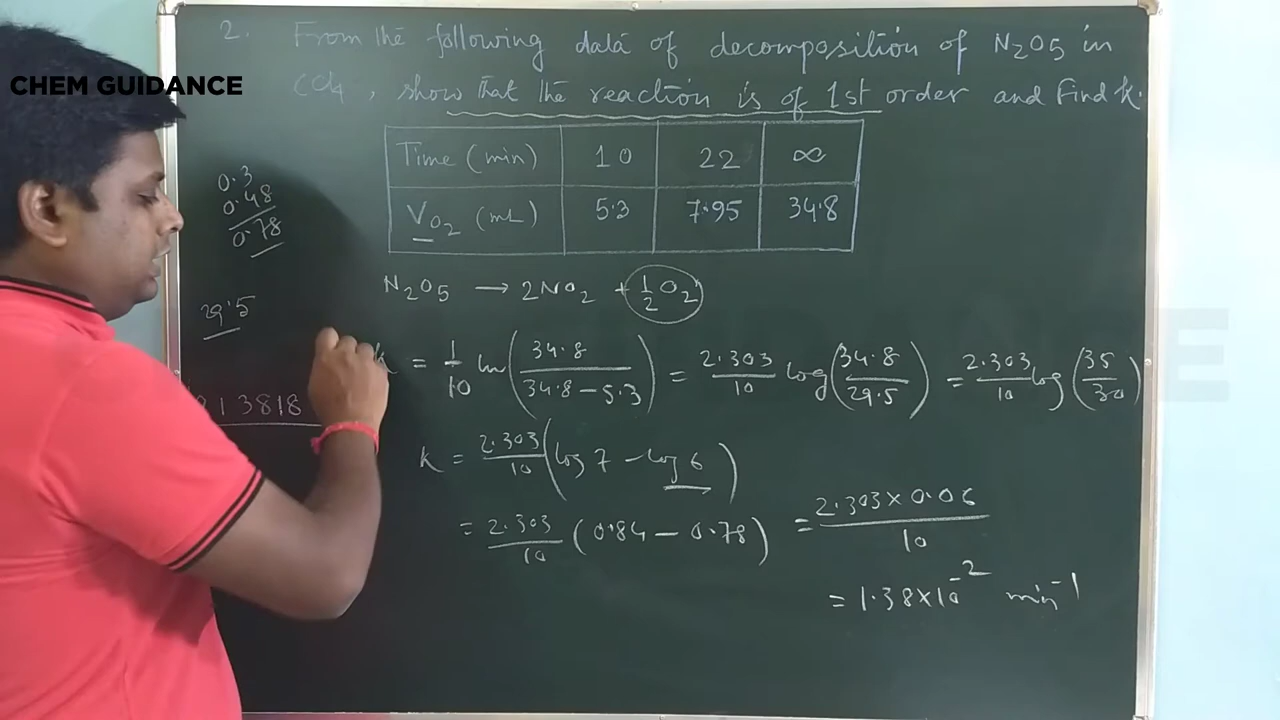 2. From the following data of decomposition of N2O5 in
CHEM GUIDANCE
CCl4, show that the reaction is of 1st order and find k.
Time (min) 10 22 ∞
VO2 (mL) 5.3 7.95 34.8
0.3
0.48
0.78
N2O5 → 2NO2 + 1/2 O2
29.5
k = 1/10 ln(34.8/(34.8 - 5.3)) = 2.303/10 log(34.8/29.5) = 2.303/10 log(35/30)
13818
k = 2.303/10 (log 7 - log 6)
= 2.303/10 (0.84 - 0.78) = 2.303 × 0.06/10
= 1.38 × 10^-2 min^-1